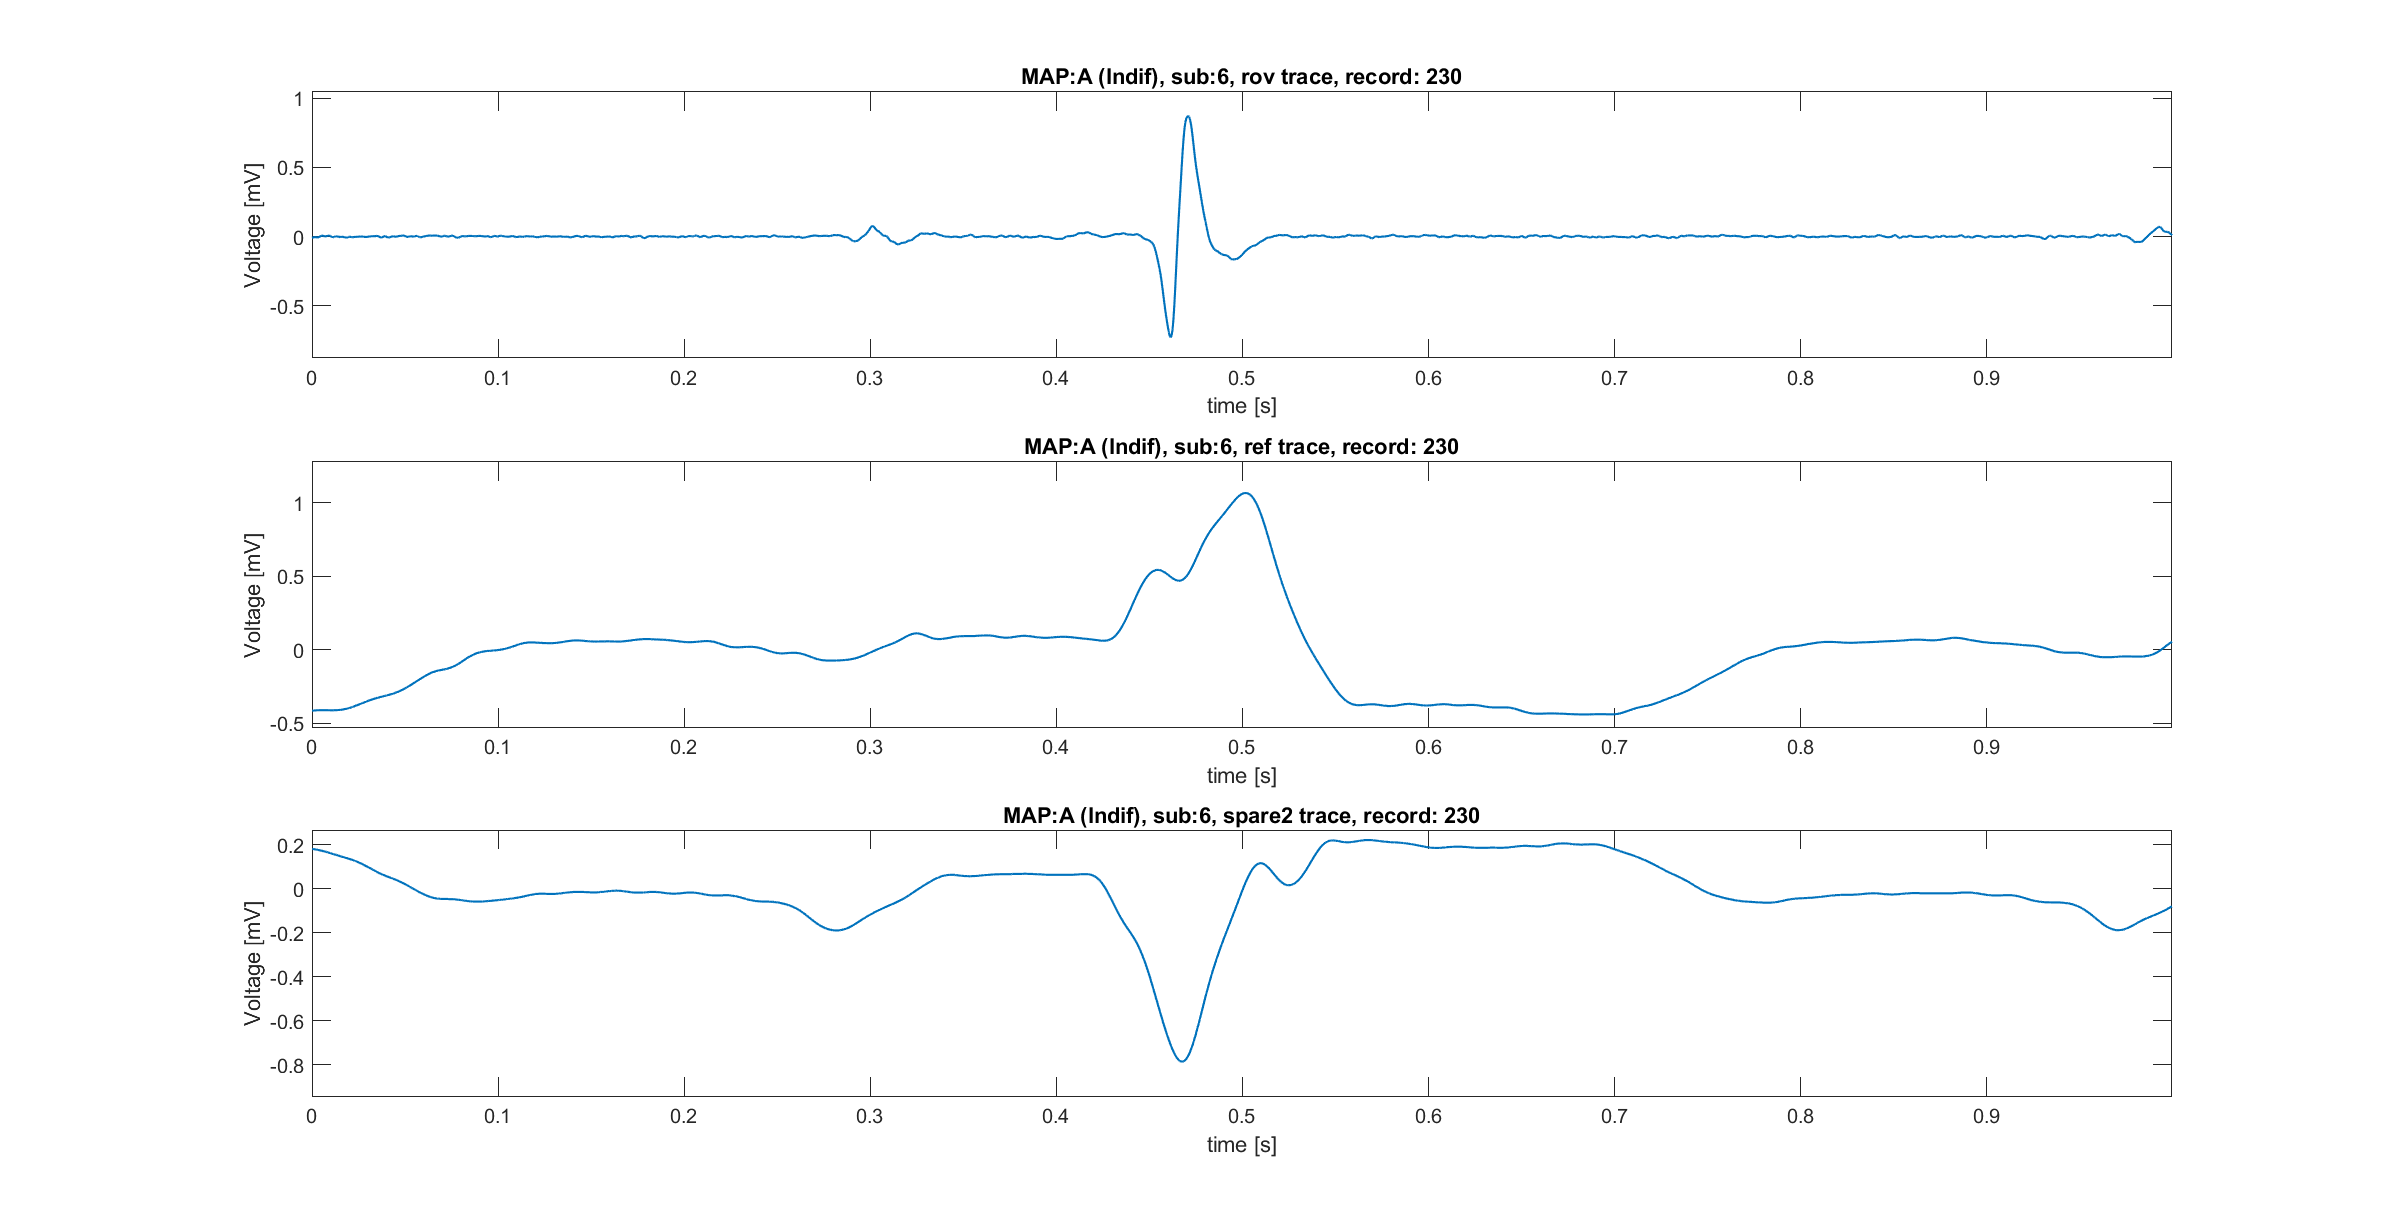 MAP:A (Indif), sub:6, rov trace, record: 230
Voltage [mV]
1
0.5
0
-0.5
0 0.1 0.2 0.3 0.4 0.5 0.6 0.7 0.8 0.9
time [s]
MAP:A (Indif), sub:6, ref trace, record: 230
Voltage [mV]
1
0.5
0
-0.5
0 0.1 0.2 0.3 0.4 0.5 0.6 0.7 0.8 0.9
time [s]
MAP:A (Indif), sub:6, spare2 trace, record: 230
Voltage [mV]
0.2
0
-0.2
-0.4
-0.6
-0.8
0 0.1 0.2 0.3 0.4 0.5 0.6 0.7 0.8 0.9
time [s]